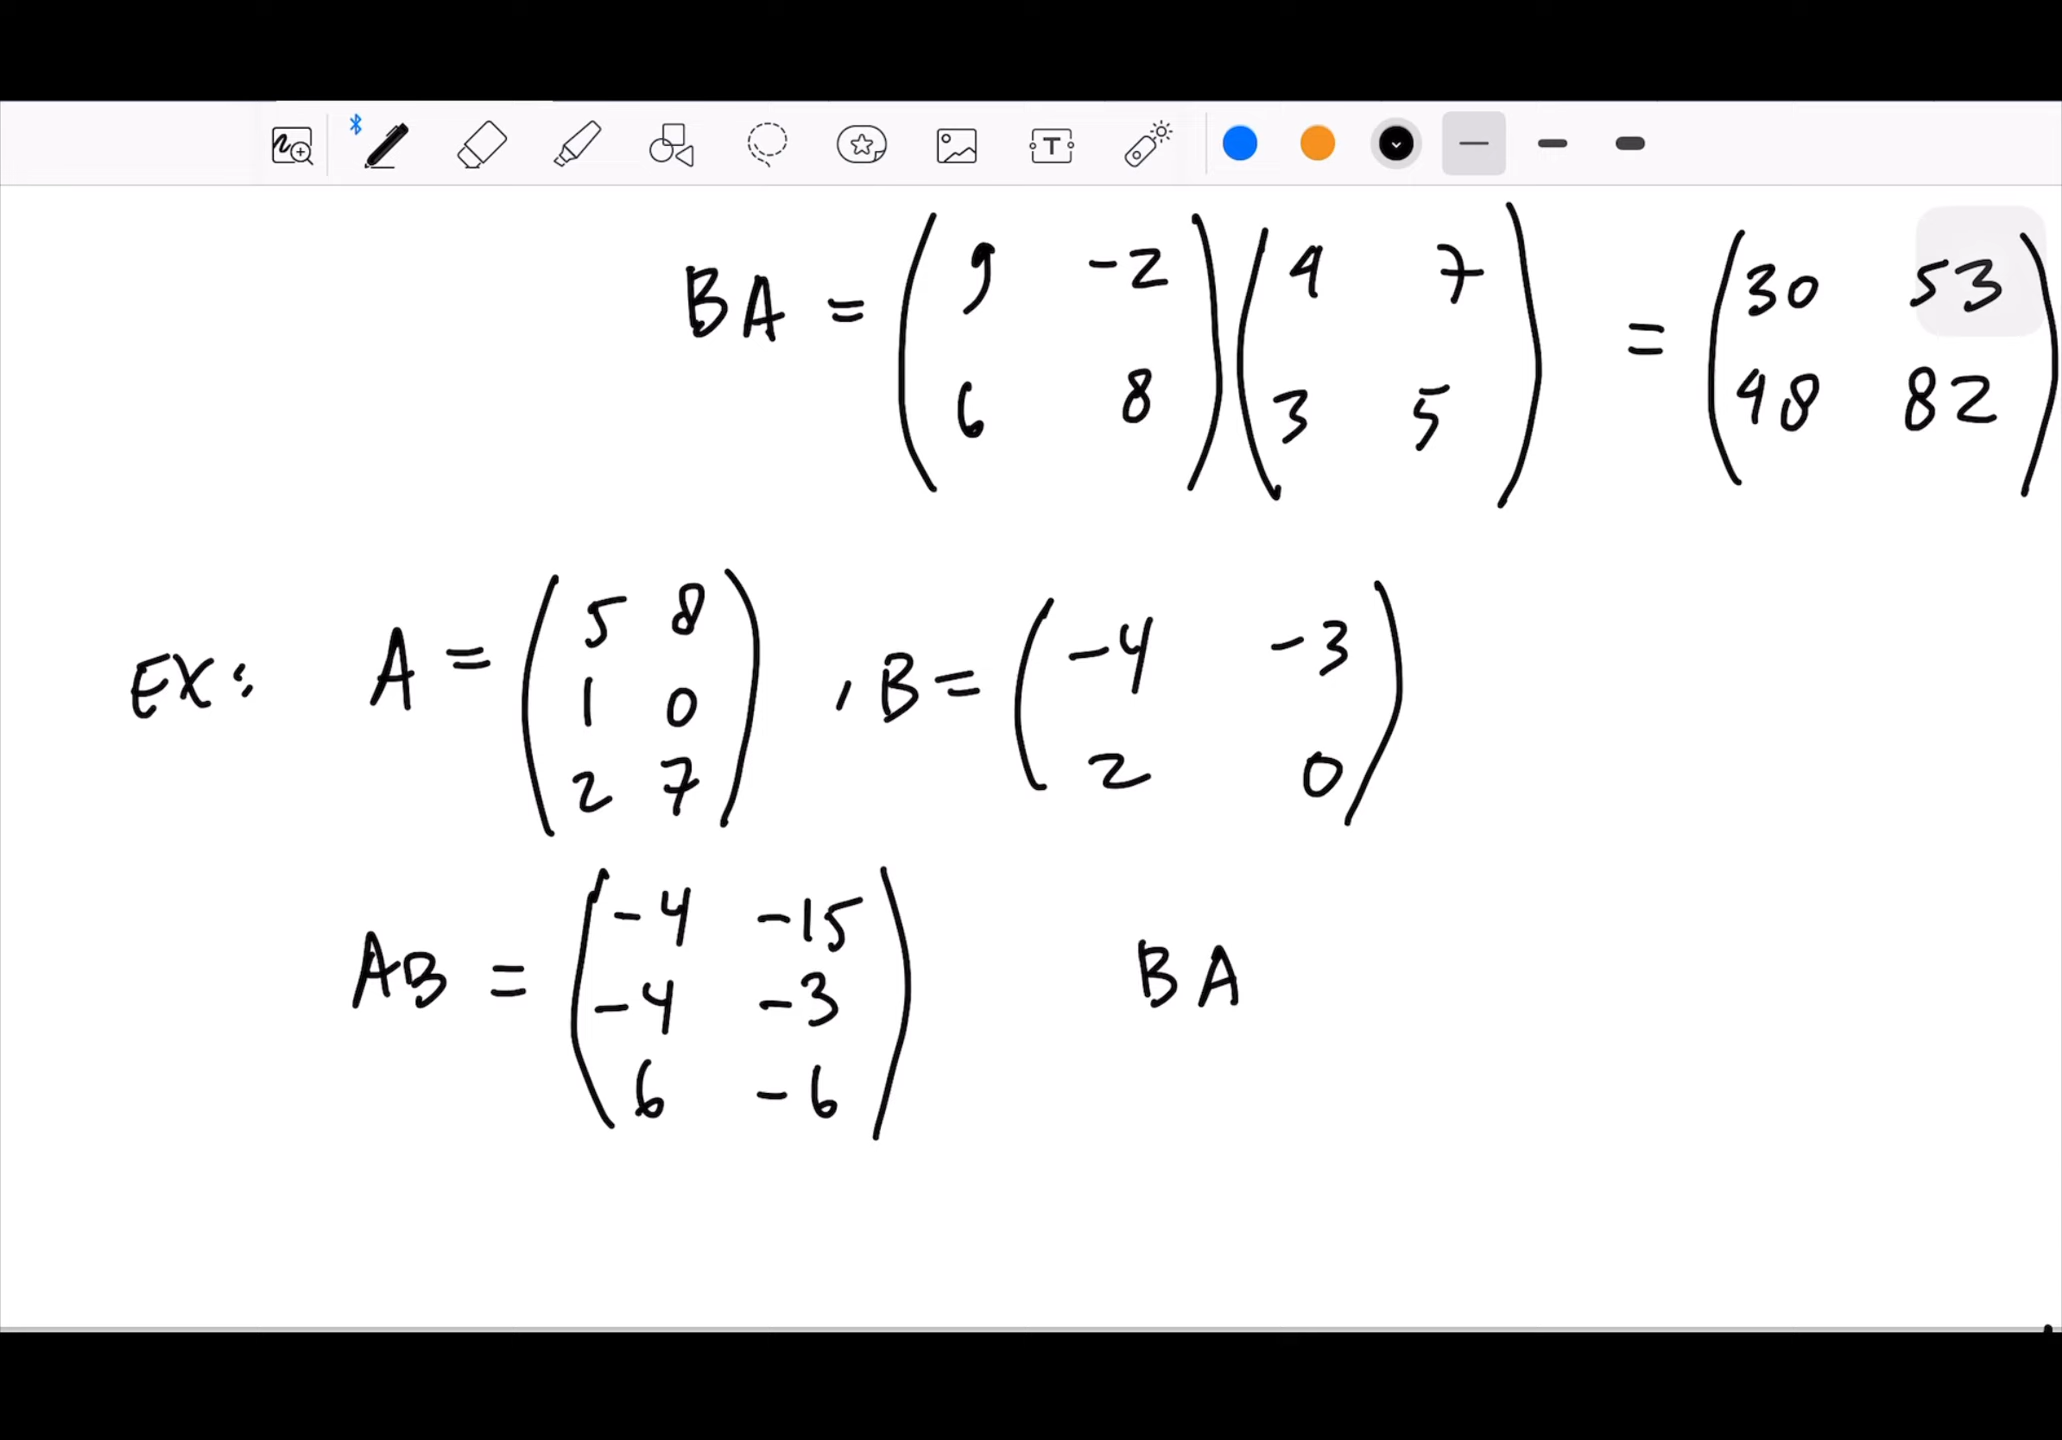 BA = (9 -2) (4 7) = (30 53)
(6 8) (3 5) (48 82)
EX: A = (5 8) , B = (-4 -3)
(1 0) (2 0)
(2 7)
AB = (-4 -15) BA
(-4 -3)
(6 -6)